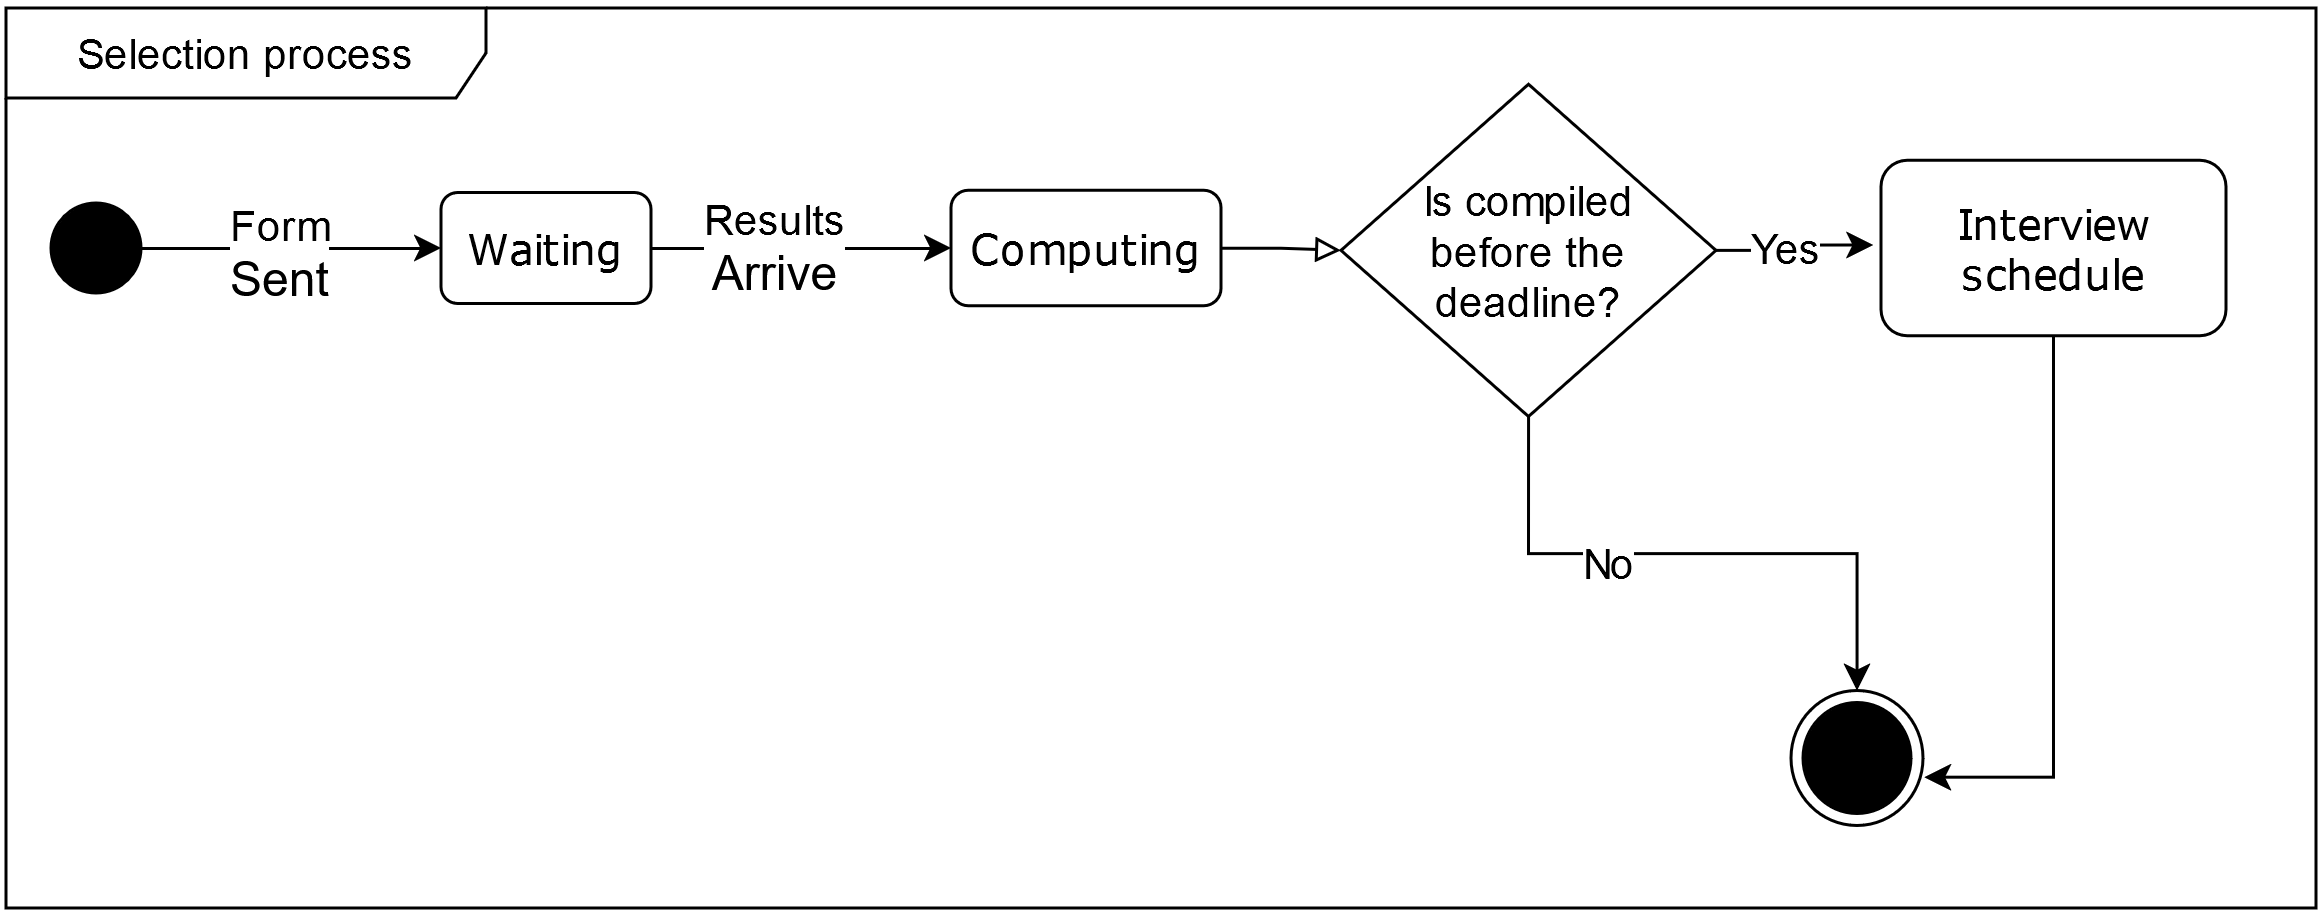 Selection process
Form
Sent
Waiting
Results
Arrive
Computing
Is compiled
before the
deadline?
Yes
Interview
schedule
No